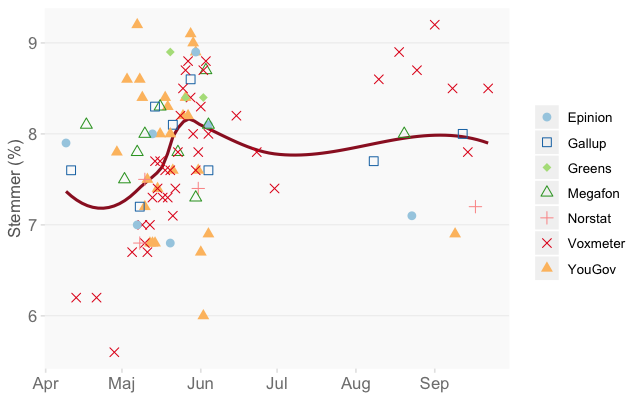 Stemmer (%)
9
8
7
6
Apr Maj Jun Jul Aug Sep
Epinion
Gallup
Greens
Megafon
Norstat
Voxmeter
YouGov